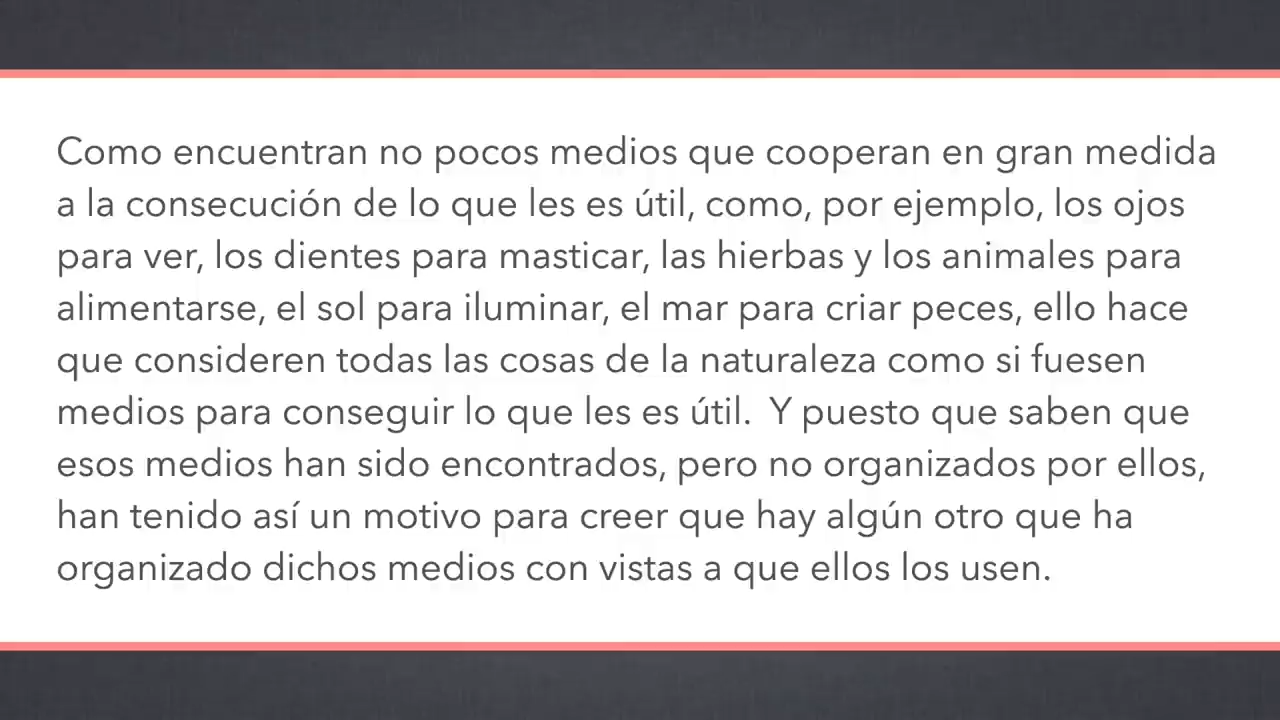 Como encuentran no pocos medios que cooperan en gran medida
a la consecución de lo que les es útil, como, por ejemplo, los ojos
para ver, los dientes para masticar, las hierbas y los animales para
alimentarse, el sol para iluminar, el mar para criar peces, ello hace
que consideren todas las cosas de la naturaleza como si fuesen
medios para conseguir lo que les es útil.  Y puesto que saben que
esos medios han sido encontrados, pero no organizados por ellos,
han tenido así un motivo para creer que hay algún otro que ha
organizado dichos medios con vistas a que ellos los usen.